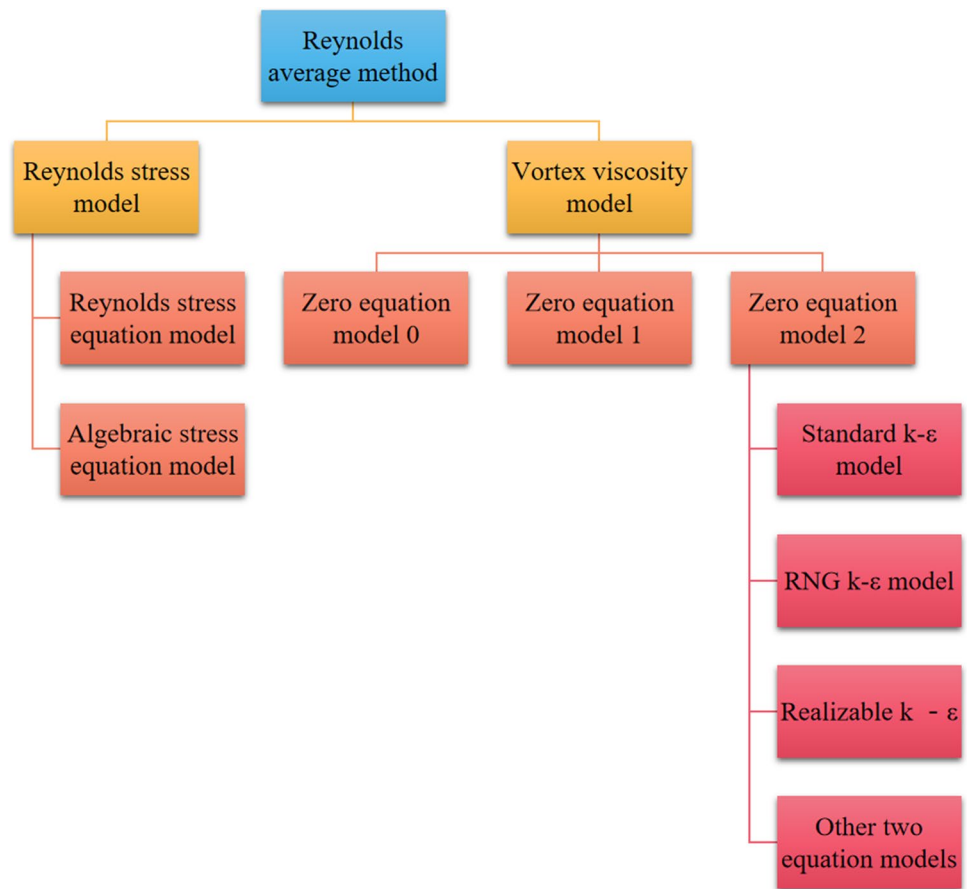 Reynolds
average method
Reynolds stress
model
Vortex viscosity
model
Reynolds stress
equation model
Zero equation
model 0
Zero equation
model 1
Zero equation
model 2
Algebraic stress
equation model
Standard k-ε
model
RNG k-ε model
Realizable k - ε
Other two
equation models